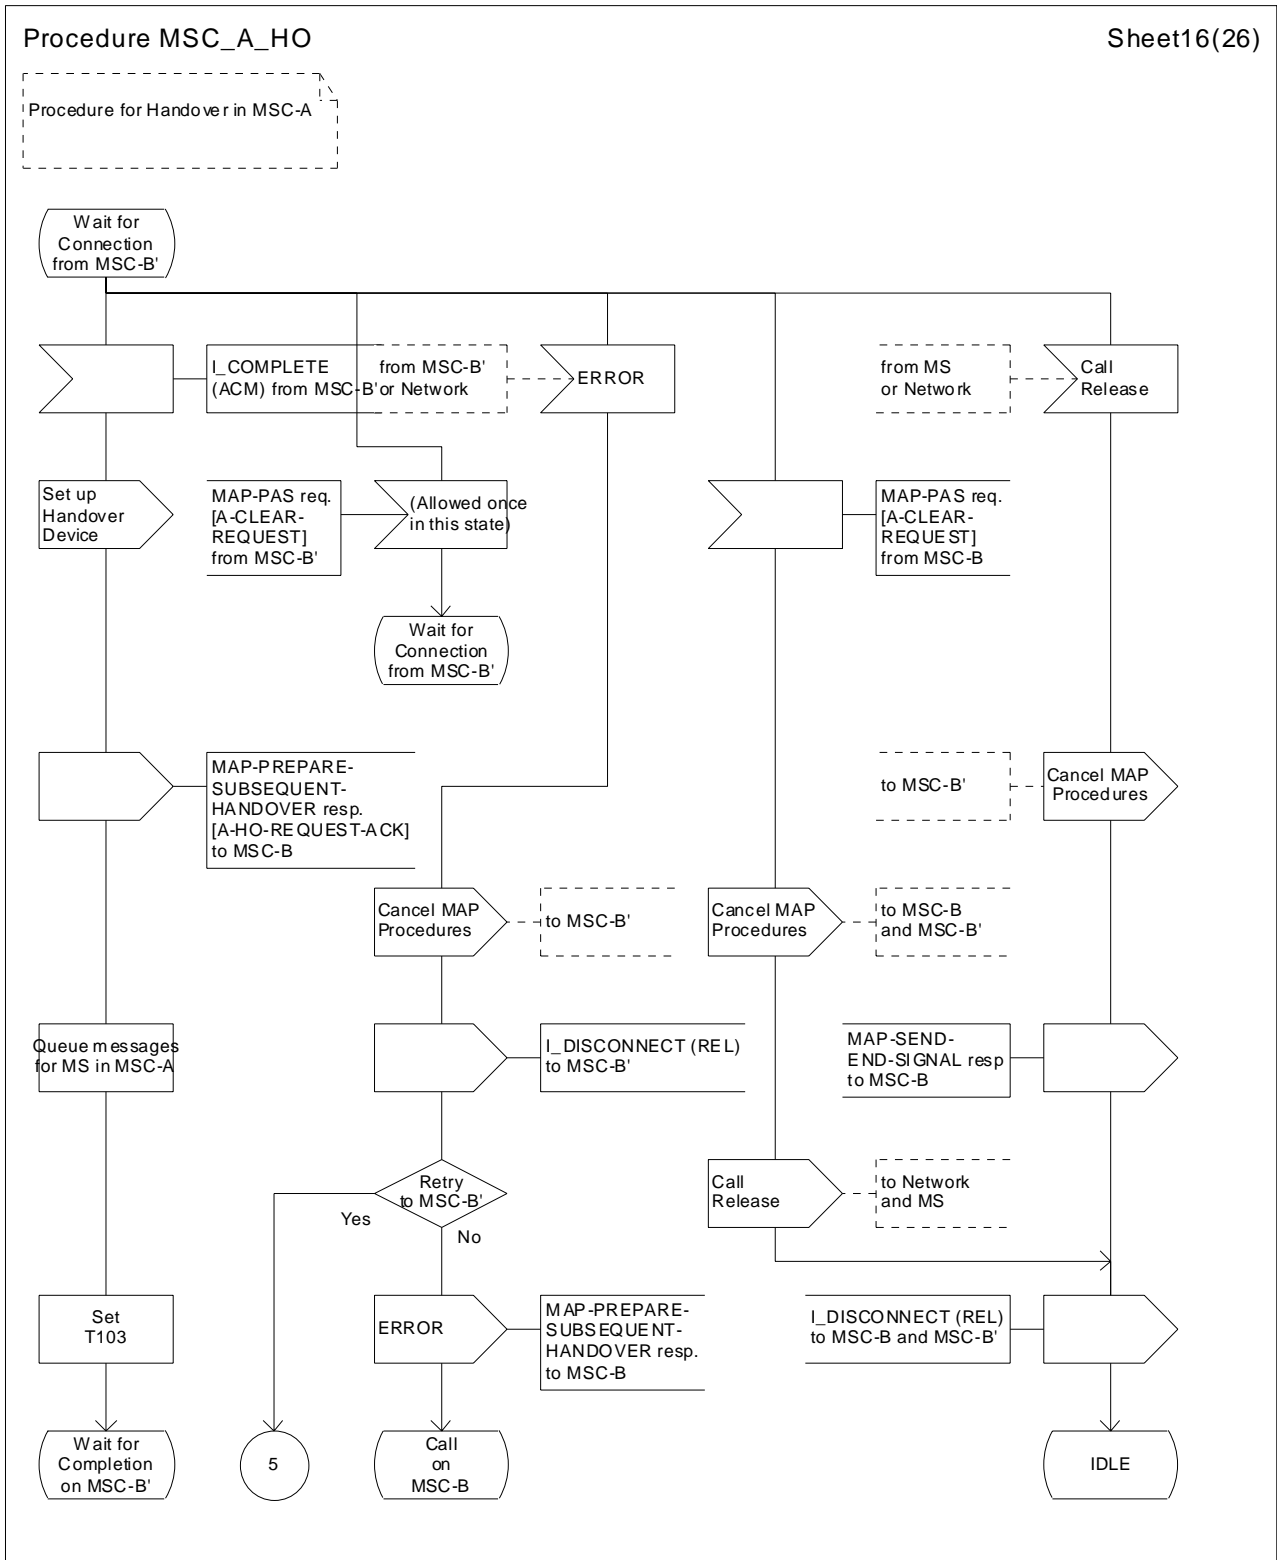 Procedure MSC_A_HO
Sheet16(26)
Procedure for Handover in MSC-A
Wait for
Connection
from MSC-B'
I_COMPLETE
(ACM) from MSC-B'
from MSC-B'
or Network
ERROR
from MS
or Network
Call
Release
Set up
Handover
Device
MAP-PAS req.
[A-CLEAR-
REQUEST]
from MSC-B'
(Allowed once
in this state)
MAP-PAS req.
[A-CLEAR-
REQUEST]
from MSC-B
Wait for
Connection
from MSC-B'
MAP-PREPARE-
SUBSEQUENT-
HANDOVER resp.
[A-HO-REQUEST-ACK]
to MSC-B
to MSC-B'
Cancel MAP
Procedures
Cancel MAP
Procedures
to MSC-B'
Cancel MAP
Procedures
to MSC-B
and MSC-B'
Queue messages
for MS in MSC-A
I_DISCONNECT (REL)
to MSC-B'
MAP-SEND-
END-SIGNAL resp
to MSC-B
Retry
to MSC-B'
Yes
No
Call
Release
to Network
and MS
Set
T103
ERROR
MAP-PREPARE-
SUBSEQUENT-
HANDOVER resp.
to MSC-B
I_DISCONNECT (REL)
to MSC-B and MSC-B'
Wait for
Completion
on MSC-B'
5
Call
on
MSC-B
IDLE